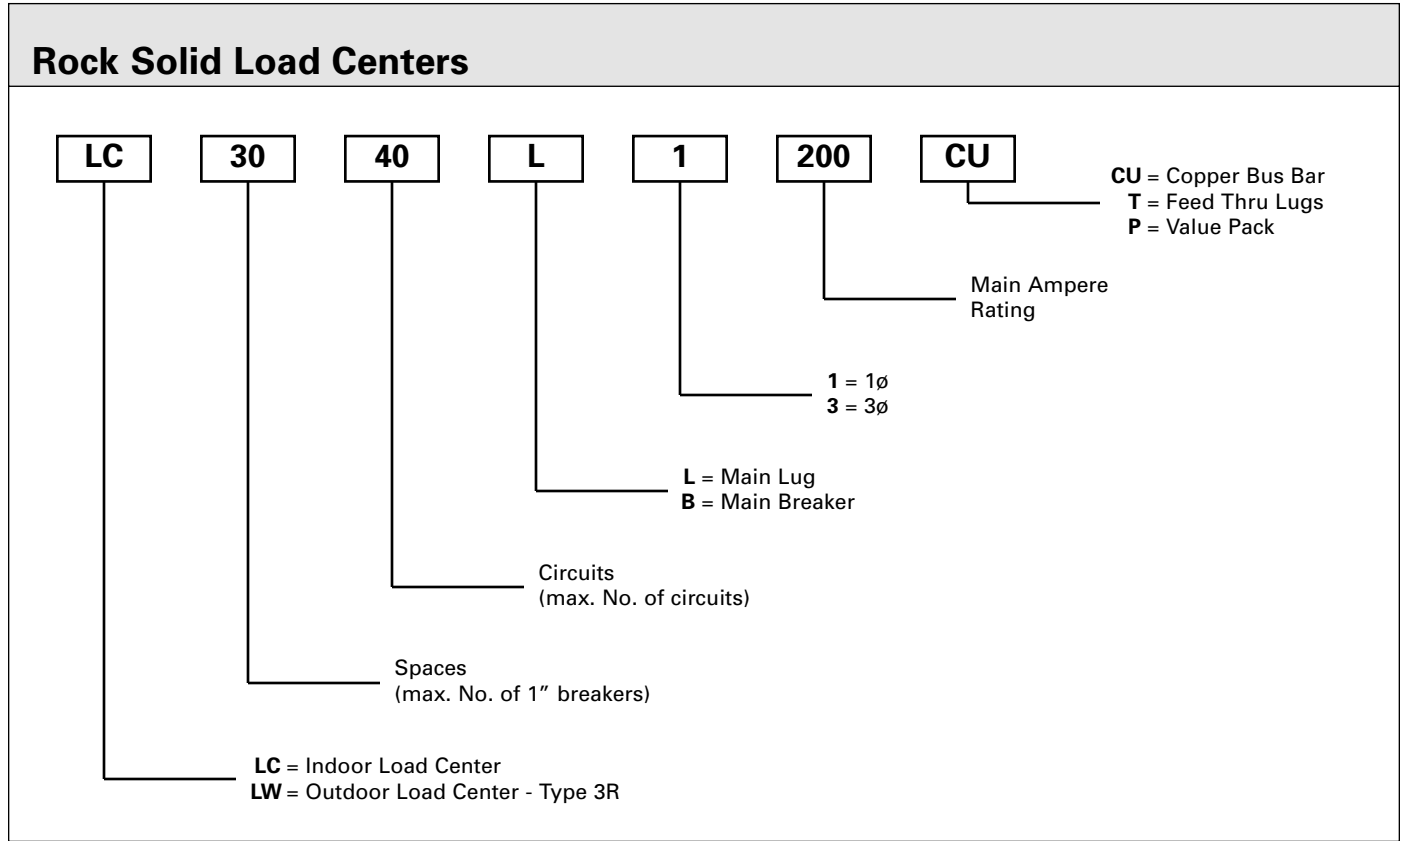 Rock Solid Load Centers
LC 30 40 L 1 200 CU
CU = Copper Bus Bar
T = Feed Thru Lugs
P = Value Pack
Main Ampere
Rating
1 = 1ø
3 = 3ø
L = Main Lug
B = Main Breaker
Circuits
(max. No. of circuits)
Spaces
(max. No. of 1″ breakers)
LC = Indoor Load Center
LW = Outdoor Load Center - Type 3R